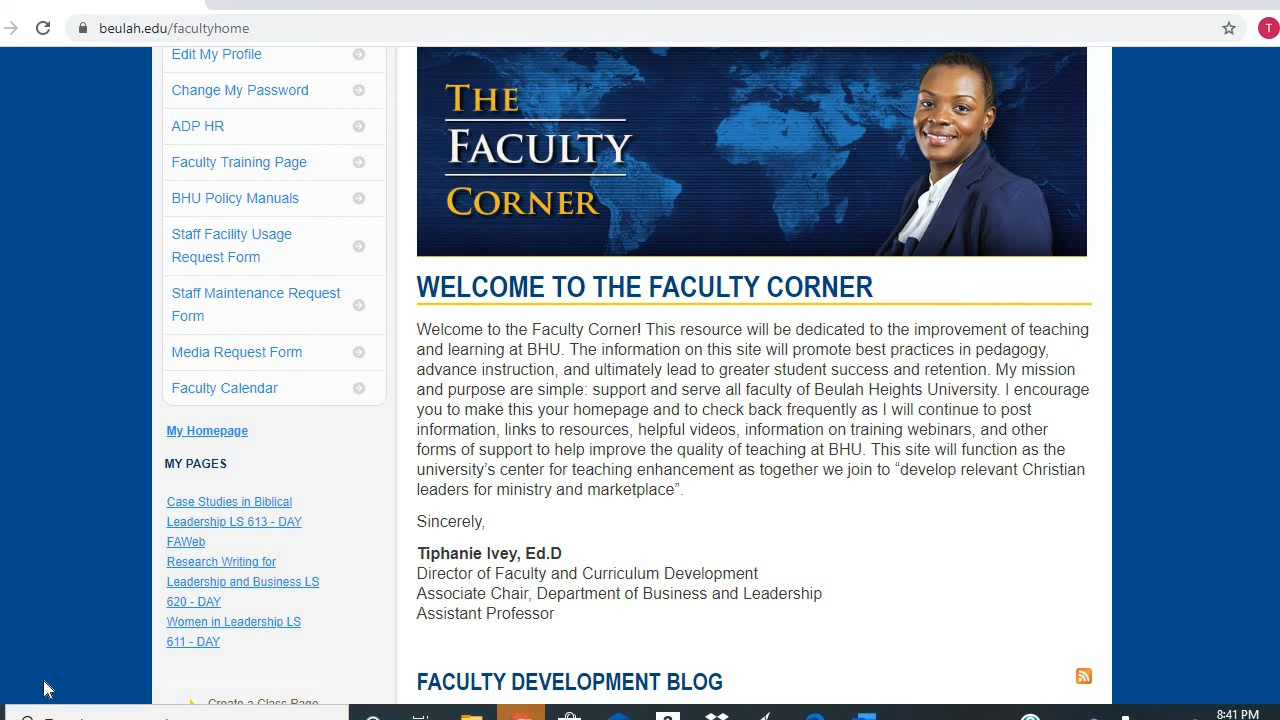 beulah.edu/facultyhome
T
Edit My Profile
Change My Password
ADP HR
Faculty Training Page
BHU Policy Manuals
Staff Facility Usage
Request Form
Staff Maintenance Request
Form
Media Request Form
Faculty Calendar
My Homepage
MY PAGES
Case Studies in Biblical
Leadership LS 613 - DAY
FAWeb
Research Writing for
Leadership and Business LS
620 - DAY
Women in Leadership LS
611 - DAY
Create a Class Page
THE
FACULTY
CORNER
WELCOME TO THE FACULTY CORNER
Welcome to the Faculty Corner! This resource will be dedicated to the improvement of teaching
and learning at BHU. The information on this site will promote best practices in pedagogy,
advance instruction, and ultimately lead to greater student success and retention. My mission
and purpose are simple: support and serve all faculty of Beulah Heights University. I encourage
you to make this your homepage and to check back frequently as I will continue to post
information, links to resources, helpful videos, information on training webinars, and other
forms of support to help improve the quality of teaching at BHU. This site will function as the
university's center for teaching enhancement as together we join to “develop relevant Christian
leaders for ministry and marketplace”.
Sincerely,
Tiphanie Ivey, Ed.D
Director of Faculty and Curriculum Development
Associate Chair, Department of Business and Leadership
Assistant Professor
FACULTY DEVELOPMENT BLOG
8:41 PM